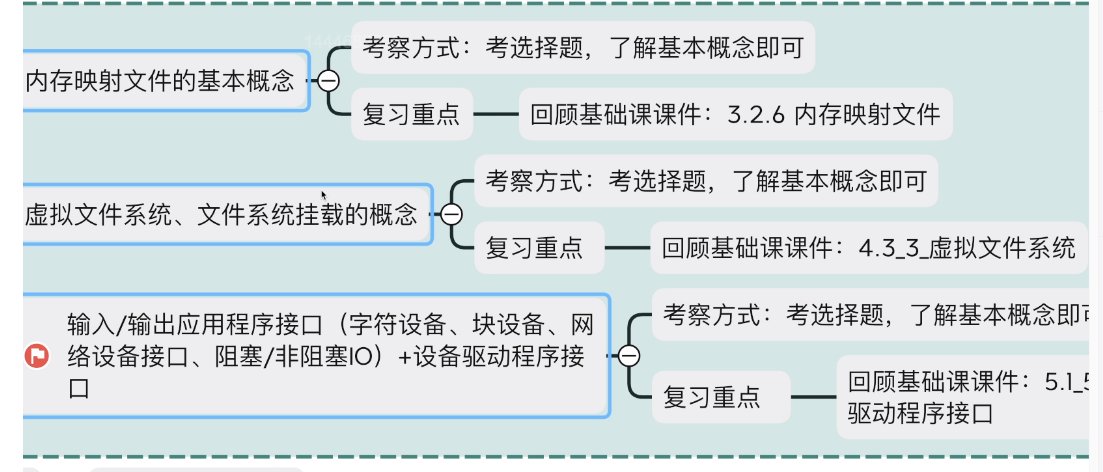 考察方式：考选择题，了解基本概念即可
内存映射文件的基本概念
复习重点
回顾基础课课件：3.2.6 内存映射文件
考察方式：考选择题，了解基本概念即可
虚拟文件系统、文件系统挂载的概念
复习重点
回顾基础课课件：4.3_3_虚拟文件系统
输入/输出应用程序接口（字符设备、块设备、网
络设备接口、阻塞/非阻塞IO）+设备驱动程序接
口
考察方式：考选择题，了解基本概念即
复习重点
回顾基础课课件：5.1_5
驱动程序接口